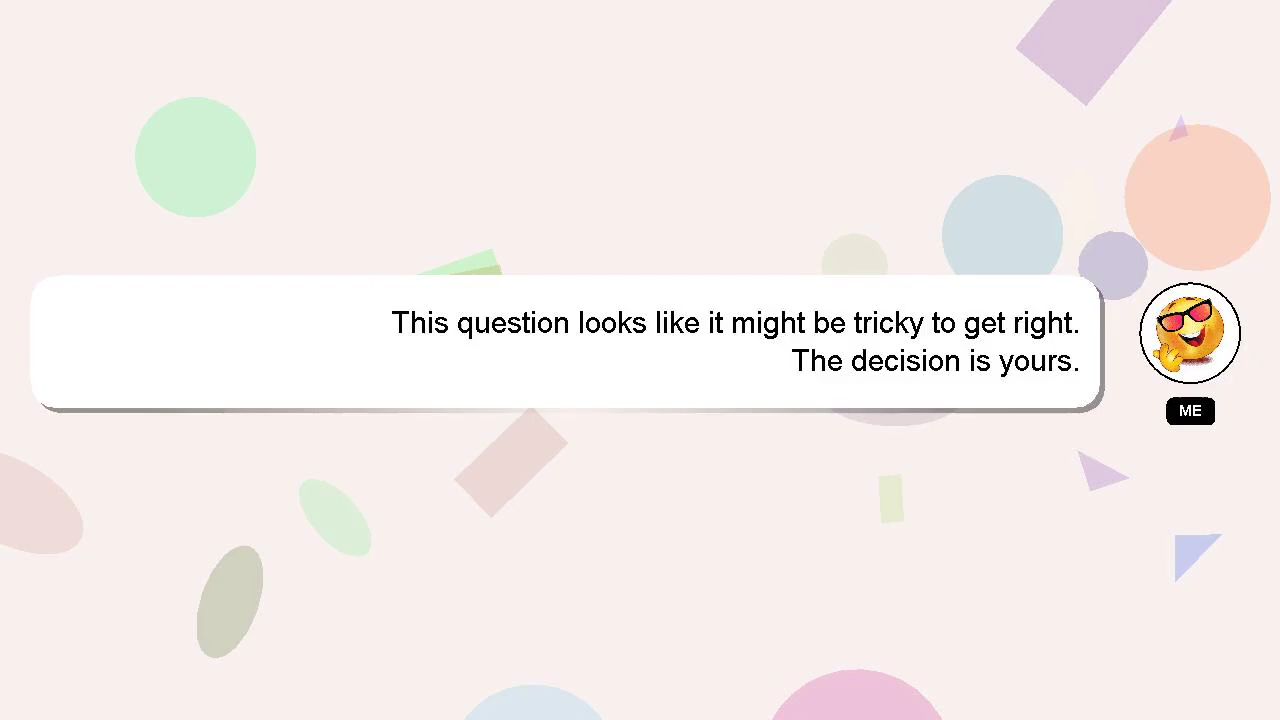 This question looks like it might be tricky to get right.
The decision is yours.
ME